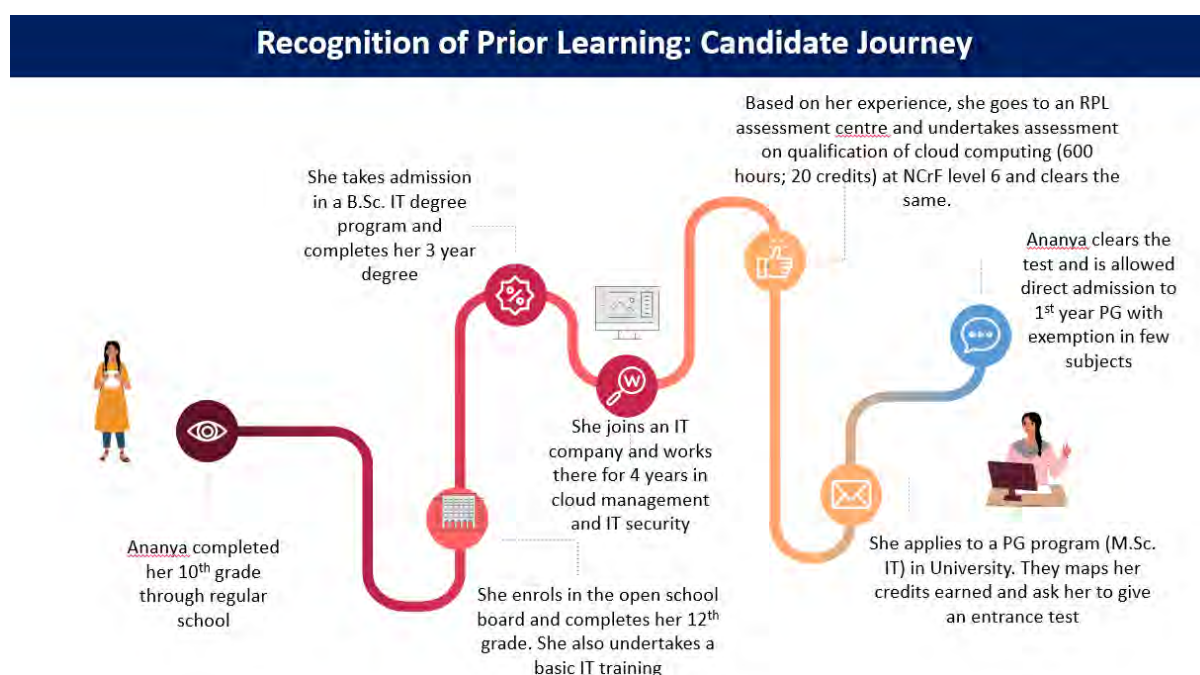 Recognition of Prior Learning: Candidate Journey
Ananya completed
her 10th grade
through regular
school
She enrols in the open school
board and completes her 12th
grade. She also undertakes a
basic IT training
She takes admission
in a B.Sc. IT degree
program and
completes her 3 year
degree
She joins an IT
company and works
there for 4 years in
cloud management
and IT security
W
%
Based on her experience, she goes to an RPL
assessment centre and undertakes assessment
on qualification of cloud computing (600
hours; 20 credits) at NCrF level 6 and clears the
same.
She applies to a PG program (M.Sc.
IT) in University. They maps her
credits earned and ask her to give
an entrance test
Ananya clears the
test and is allowed
direct admission to
1st year PG with
exemption in few
subjects